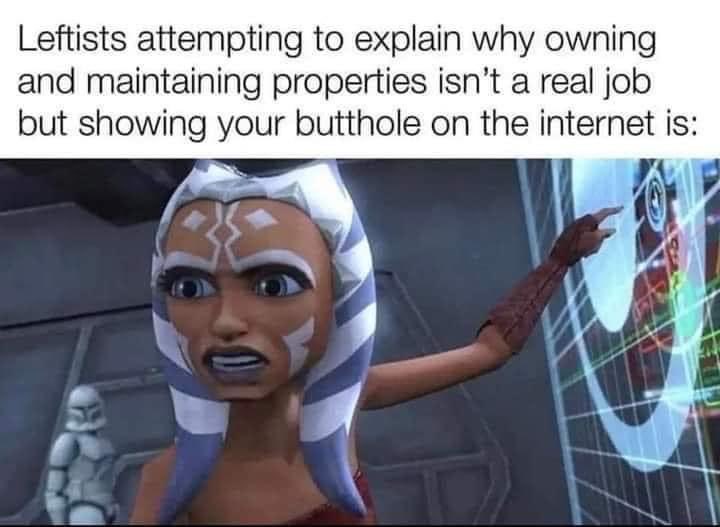 Leftists attempting to explain why owning
and maintaining properties isn’t a real job
but showing your butthole on the internet is: